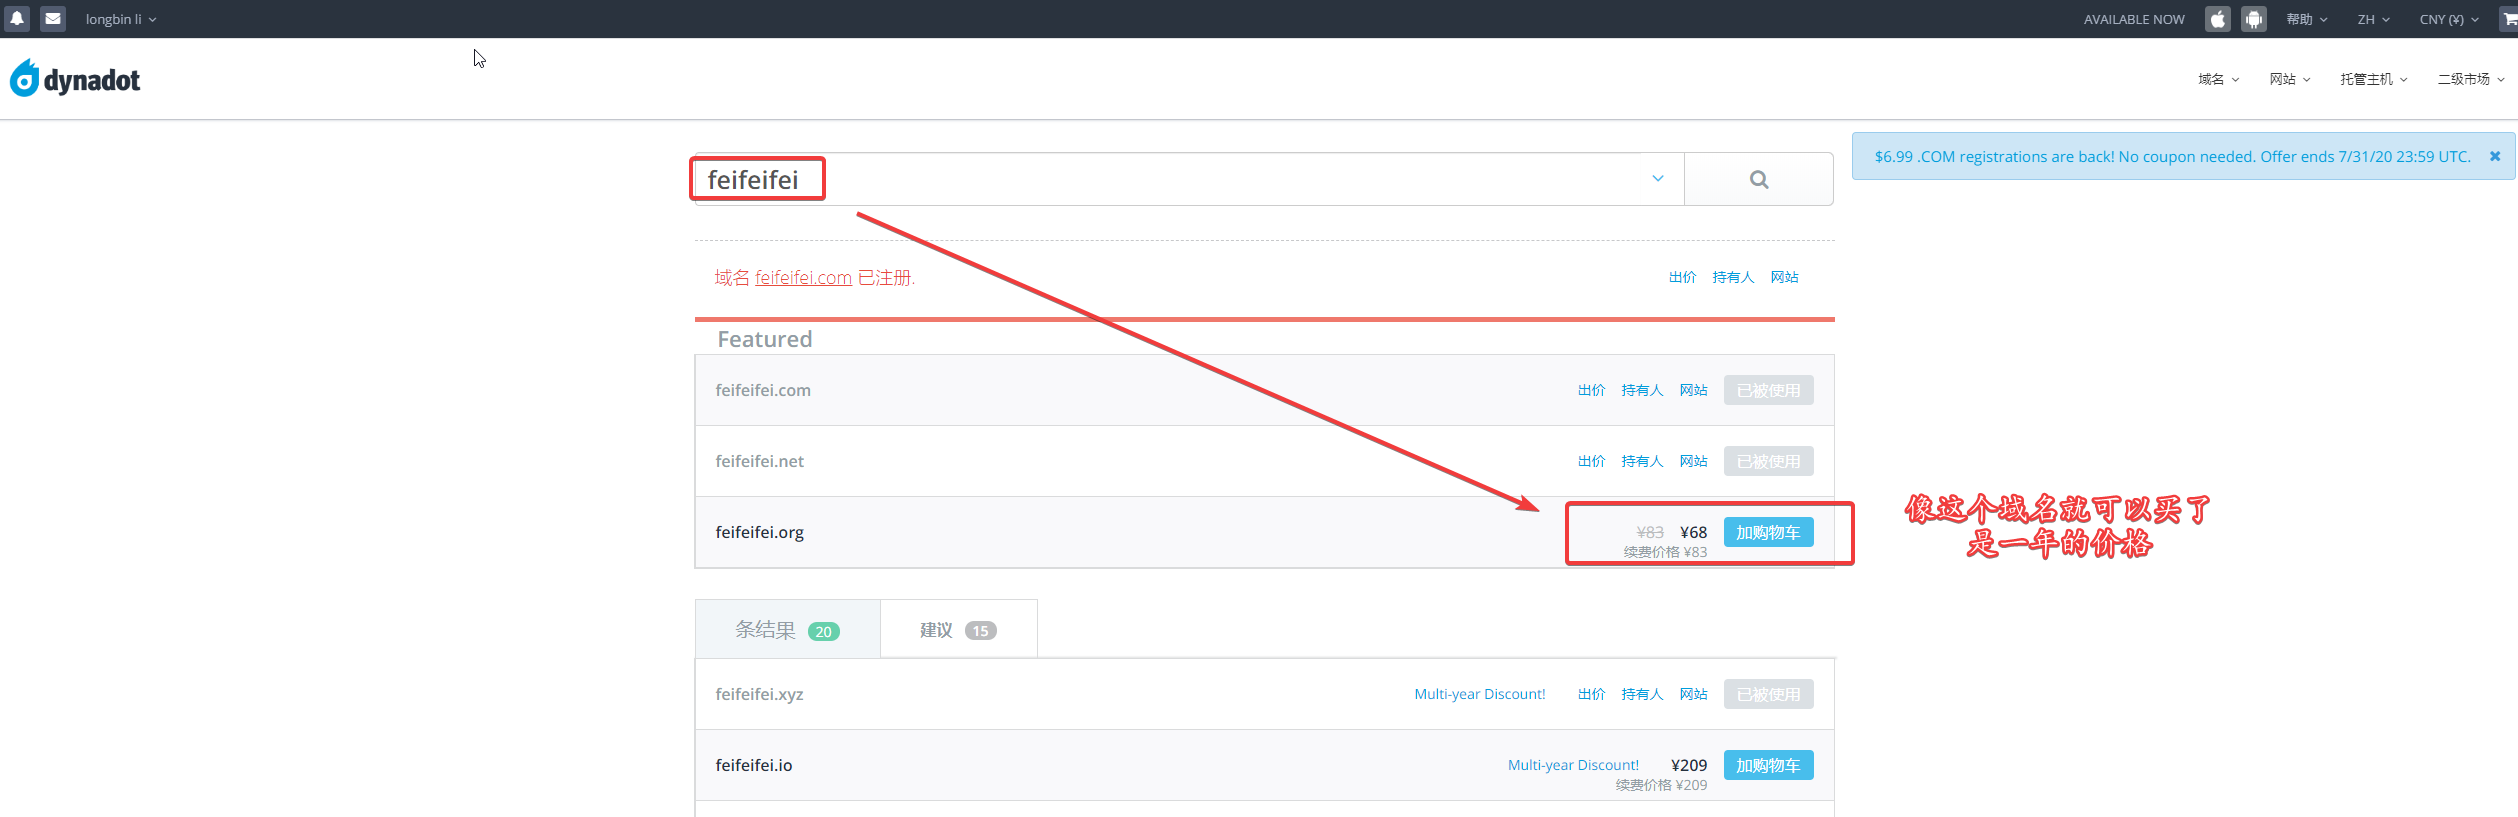 longbin li
AVAILABLE NOW 帮助 ZH CNY (¥)
dynadot
域名 网站 托管主机 二级市场
feifeifei
$6.99 .COM registrations are back! No coupon needed. Offer ends 7/31/20 23:59 UTC.
域名 feifeifei.com 已注册.
出价 持有人 网站
Featured
feifeifei.com 出价 持有人 网站 已被使用
feifeifei.net 出价 持有人 网站 已被使用
feifeifei.org ¥83 ¥68 加购物车
续费价格 ¥83
像这个域名就可以买了
是一年的价格
条结果 20 建议 15
feifeifei.xyz Multi-year Discount! 出价 持有人 网站 已被使用
feifeifei.io Multi-year Discount! ¥209 加购物车
续费价格 ¥209